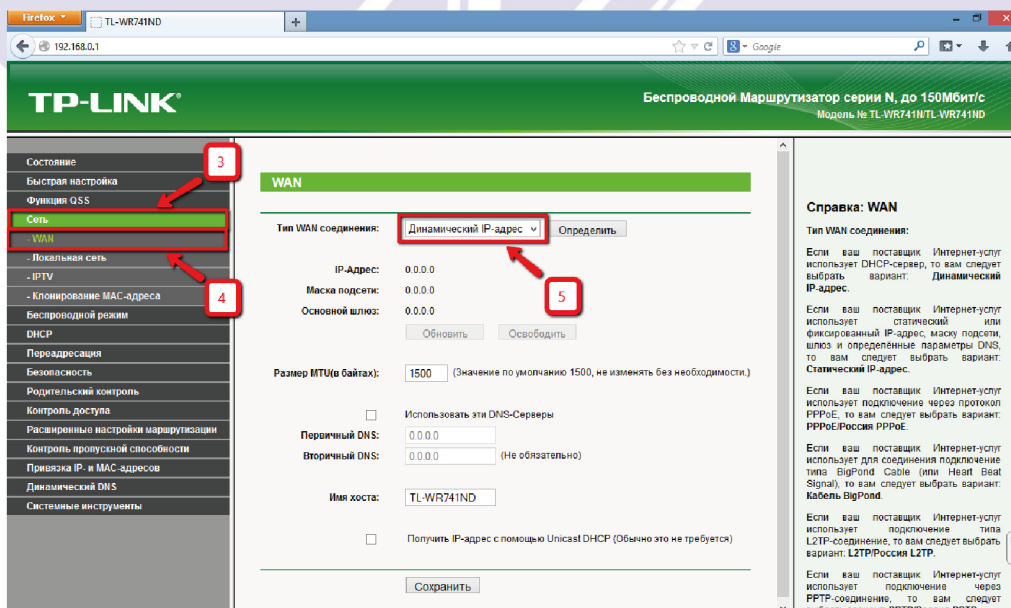 Firefox
TL-WR741ND
+
192.168.0.1
Google
TP-LINK®
Беспроводной Маршрутизатор серии N, до 150Мбит/с
Модель № TL-WR741N/TL-WR741ND
Состояние
Быстрая настройка
Функция QSS
Сеть
- WAN
- Локальная сеть
- IPTV
- Клонирование MAC-адреса
Беспроводной режим
DHCP
Переадресация
Безопасность
Родительский контроль
Контроль доступа
Расширенные настройки маршрутизации
Контроль пропускной способности
Привязка IP- и MAC-адресов
Динамический DNS
Системные инструменты
3
4
WAN
Тип WAN соединения: Динамический IP-адрес Определить
5
IP-Адрес: 0.0.0.0
Маска подсети: 0.0.0.0
Основной шлюз: 0.0.0.0
Обновить Освободить
Размер MTU(в байтах): 1500 (Значение по умолчанию 1500, не изменять без необходимости.)
Использовать эти DNS-Серверы
Первичный DNS: 0.0.0.0
Вторичный DNS: 0.0.0.0 (Не обязательно)
Имя хоста: TL-WR741ND
Получить IP-адрес с помощью Unicast DHCP (Обычно это не требуется)
Сохранить
Справка: WAN
Тип WAN соединения:
Если ваш поставщик Интернет-услуг
использует DHCP-сервер, то вам следует
выбрать вариант: Динамический
IP-адрес.
Если ваш поставщик Интернет-услуг
использует статический или
фиксированный IP-адрес, маску подсети,
шлюз и определённые параметры DNS,
то вам следует выбрать вариант:
Статический IP-адрес.
Если ваш поставщик Интернет-услуг
использует подключение через протокол
PPPoE, то вам следует выбрать вариант:
PPPoE/Россия PPPoE.
Если ваш поставщик Интернет-услуг
использует для соединения подключение
типа BigPond Cable (или Heart Beat
Signal), то вам следует выбрать вариант:
Кабель BigPond.
Если ваш поставщик Интернет-услуг
использует подключение типа
L2TP-соединение, то вам следует выбрать
вариант: L2TP/Россия L2TP.
Если ваш поставщик Интернет-услуг
использует подключение через
PPTP-соединение, то вам следует